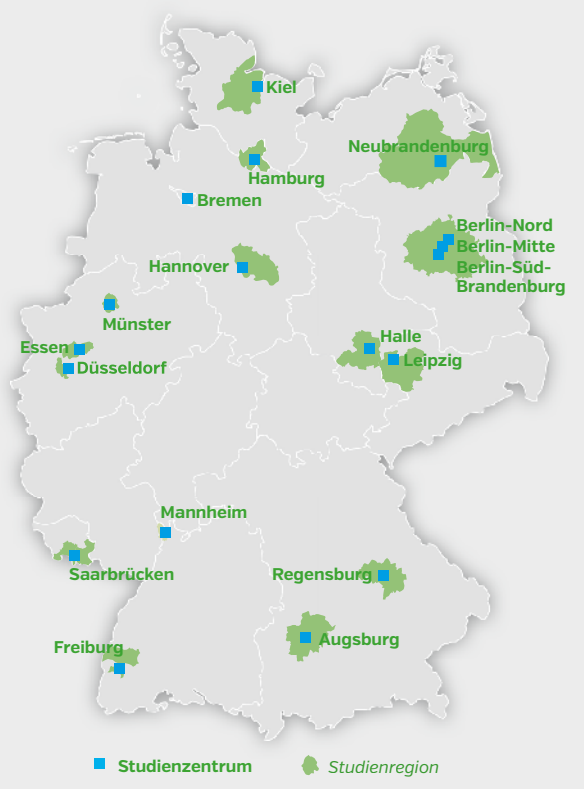 Kiel
Neubrandenburg
Hamburg
Bremen
Berlin-Nord
Berlin-Mitte
Berlin-Süd-
Brandenburg
Hannover
Münster
Halle
Essen
Leipzig
Düsseldorf
Mannheim
Saarbrücken
Regensburg
Augsburg
Freiburg
Studienzentrum
Studienregion